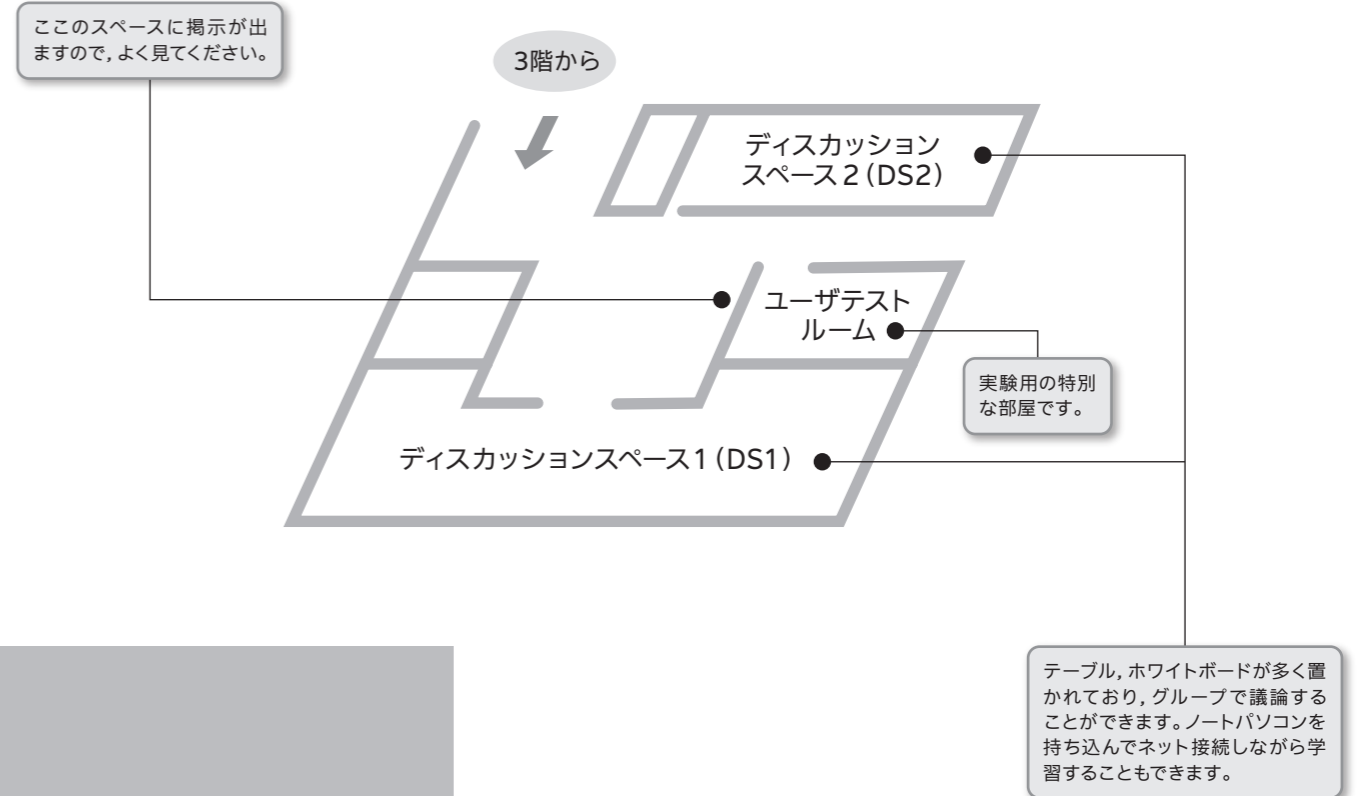 ここのスペースに掲示が出
ますので，よく見てください。
3階から
ディスカッション
スペース2（DS2）
ユーザテスト
ルーム
実験用の特別
な部屋です。
ディスカッションスペース1（DS1）
テーブル，ホワイトボードが多く置
かれており，グループで議論する
ことができます。ノートパソコンを
持ち込んでネット接続しながら学
習することもできます。